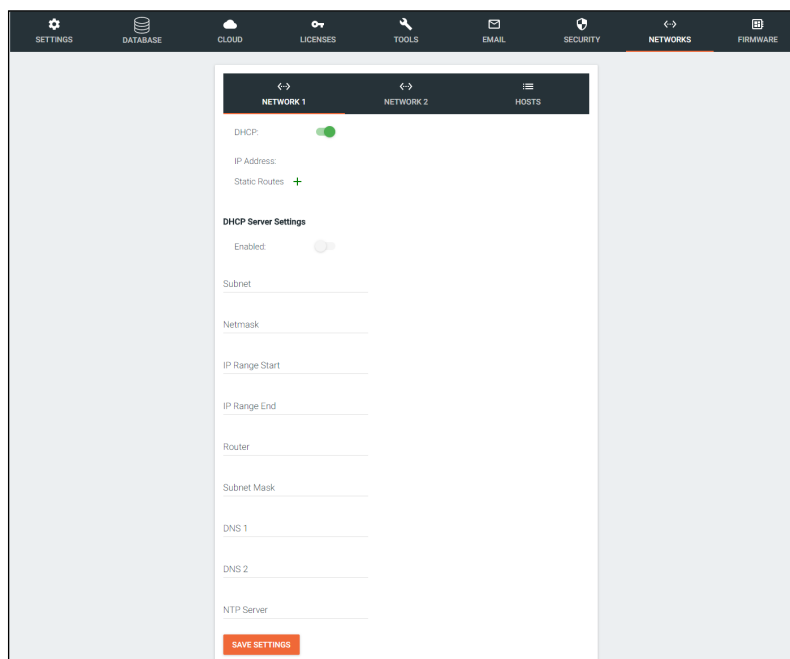 SETTINGS DATABASE CLOUD LICENSES TOOLS EMAIL SECURITY NETWORKS FIRMWARE
NETWORK 1 NETWORK 2 HOSTS
DHCP:
IP Address:
Static Routes +
DHCP Server Settings
Enabled:
Subnet
Netmask
IP Range Start
IP Range End
Router
Subnet Mask
DNS 1
DNS 2
NTP Server
SAVE SETTINGS